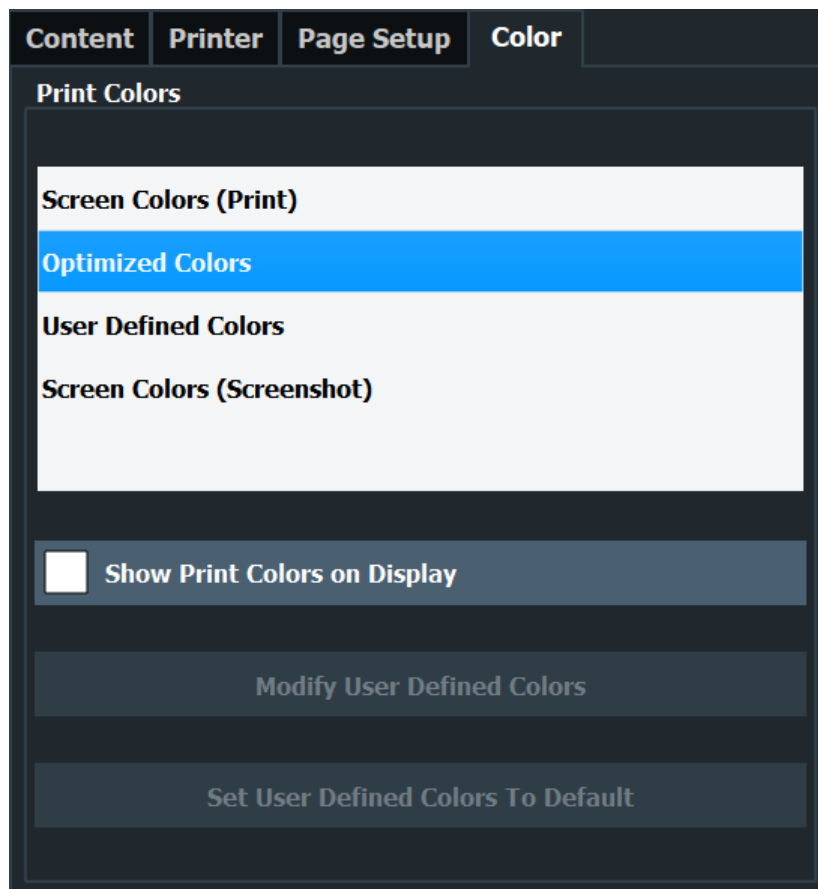 Content Printer Page Setup Color
Print Colors
Screen Colors (Print)
Optimized Colors
User Defined Colors
Screen Colors (Screenshot)
Show Print Colors on Display
Modify User Defined Colors
Set User Defined Colors To Default